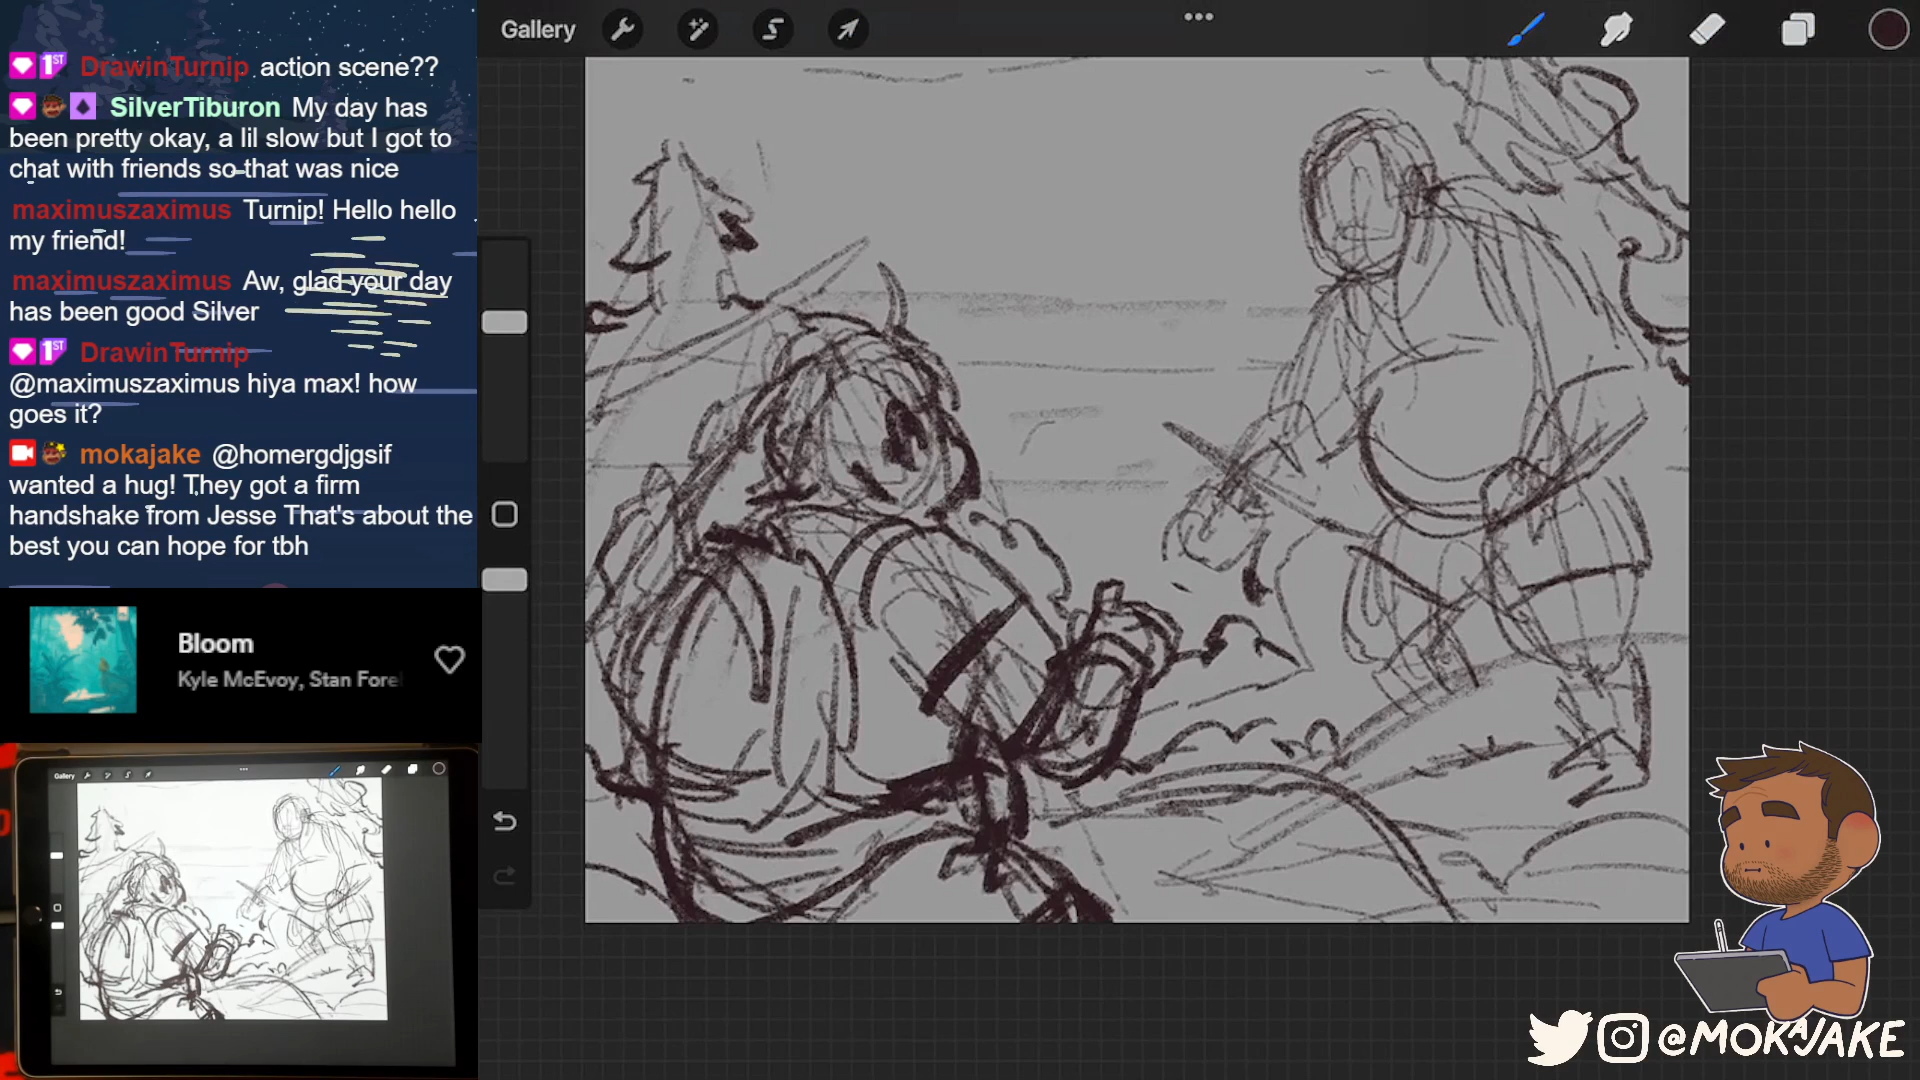 DrawinTurnip action scene??
SilverTiburon My day has
been pretty okay, a lil slow but I got to
chat with friends so that was nice
maximuszaximus Turnip! Hello hello
my friend!
maximuszaximus Aw, glad your day
has been good Silver
DrawinTurnip
@maximuszaximus hiya max! how
goes it?
mokajake @homergdjgsif
wanted a hug! They got a firm
handshake from Jesse That's about the
best you can hope for tbh
1ST
1ST
Bloom
Kyle McEvoy, Stan Fore
Gallery
Gallery
@MOKAJAKE